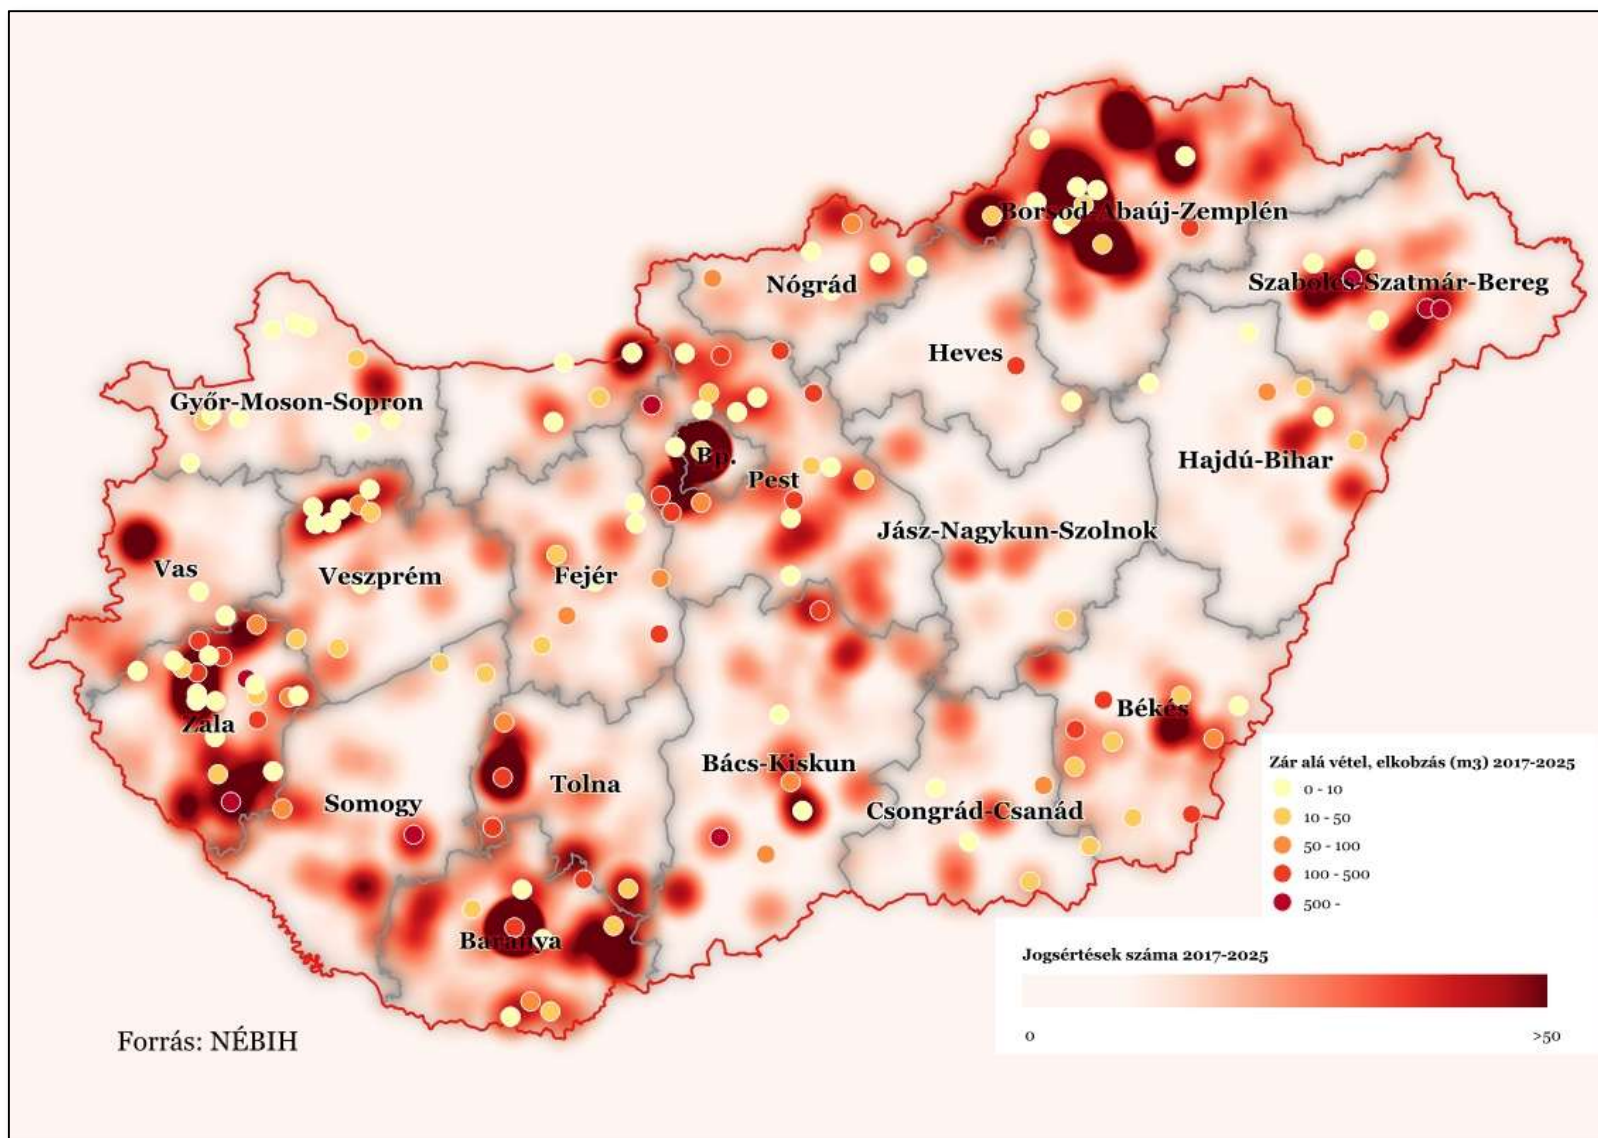 Borsod-Abaúj-Zemplén
Nógrád
Szabolcs-Szatmár-Bereg
Heves
Győr-Moson-Sopron
Bp.
Pest
Hajdú-Bihar
Jász-Nagykun-Szolnok
Vas
Veszprém
Fejér
Zala
Békés
Bács-Kiskun
Tolna
Somogy
Csongrád-Csanád
Baranya
Zár alá vétel, elkobzás (m3) 2017-2025
0 - 10
10 - 50
50 - 100
100 - 500
500 -
Jogsértések száma 2017-2025
0 >50
Forrás: NÉBIH